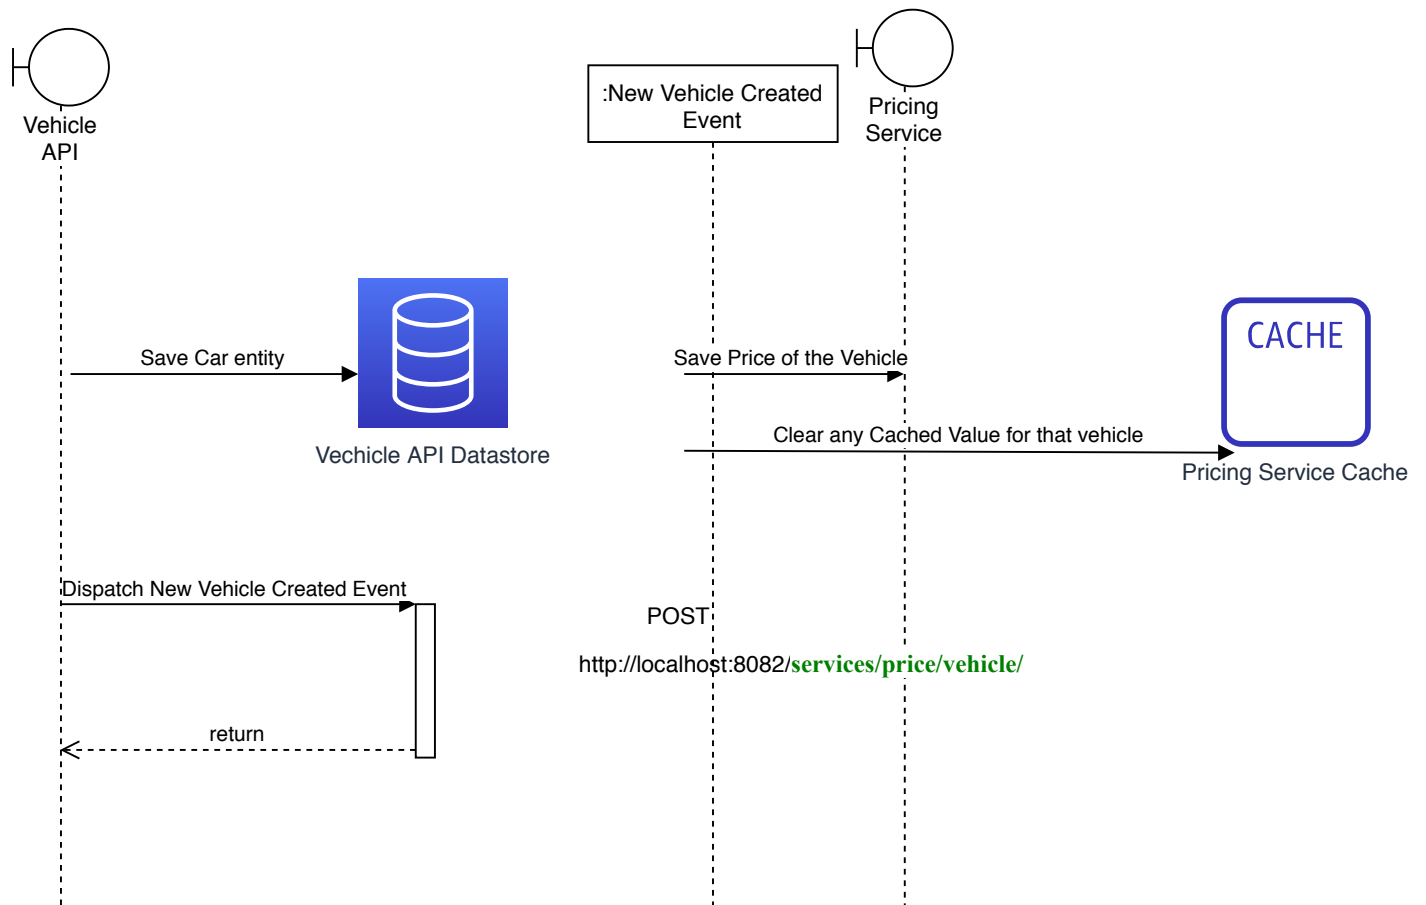 Vehicle
API
:New Vehicle Created
Event
Pricing
Service
Save Car entity
Vechicle API Datastore
Save Price of the Vehicle
CACHE
Clear any Cached Value for that vehicle
Pricing Service Cache
Dispatch New Vehicle Created Event
POST
http://localhost:8082/services/price/vehicle/
return